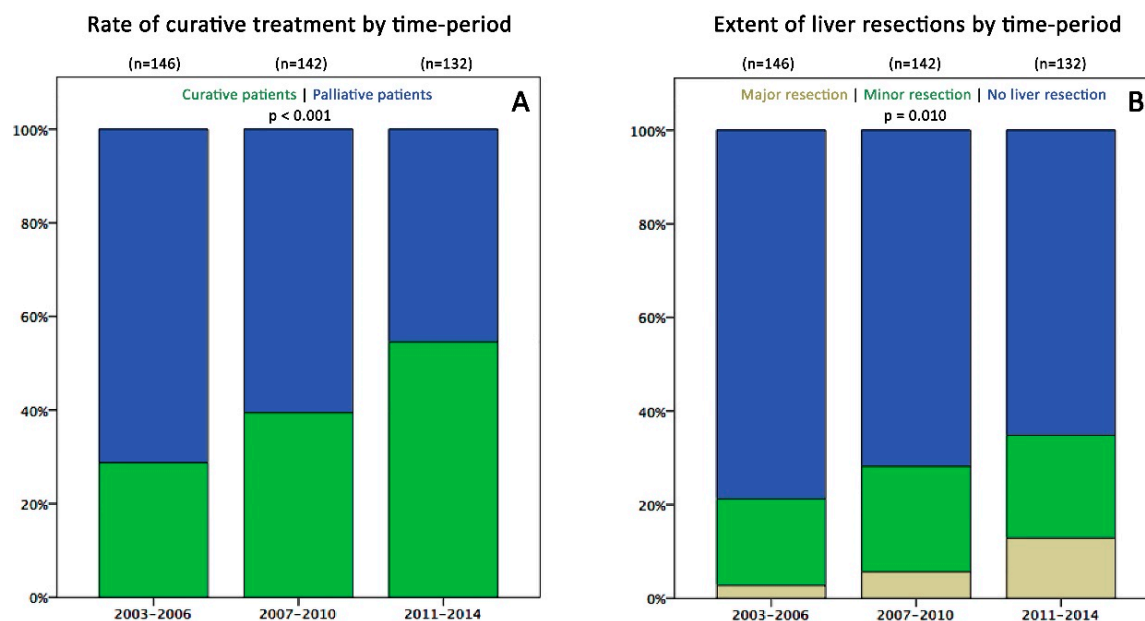 Rate of curative treatment by time-period
(n=146) (n=142) (n=132)
Curative patients | Palliative patients
A
p < 0.001
100%
80%
60%
40%
20%
0%
2003-2006 2007-2010 2011-2014
Extent of liver resections by time-period
(n=146) (n=142) (n=132)
Major resection | Minor resection | No liver resection
B
p = 0.010
100%
80%
60%
40%
20%
0%
2003-2006 2007-2010 2011-2014